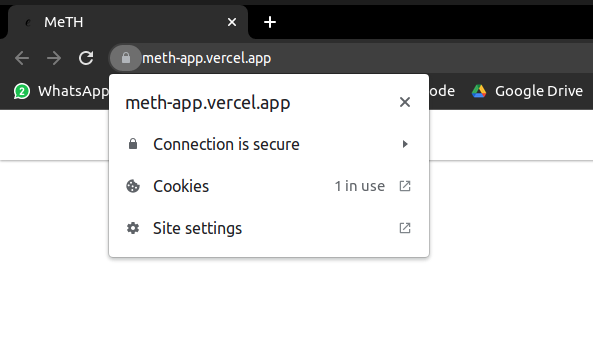 MeTH
meth-app.vercel.app
2 WhatsApp ode Google Drive
meth-app.vercel.app
Connection is secure
Cookies 1 in use
Site settings